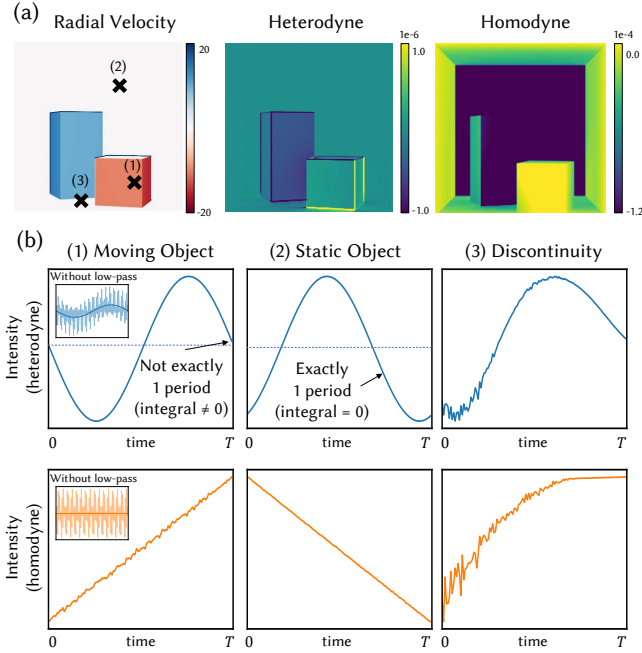 (a)
Radial Velocity
Heterodyne
Homodyne
20
-20
1e-6
1.0
-1.0
1e-4
0.0
-1.2
(2)
(1)
(3)
(b)
(1) Moving Object
(2) Static Object
(3) Discontinuity
Intensity
(heterodyne)
Without low-pass
Not exactly
1 period
(integral ≠ 0)
0 time T
Exactly
1 period
(integral = 0)
0 time T
0 time T
Intensity
(homodyne)
Without low-pass
0 time T
0 time T
0 time T